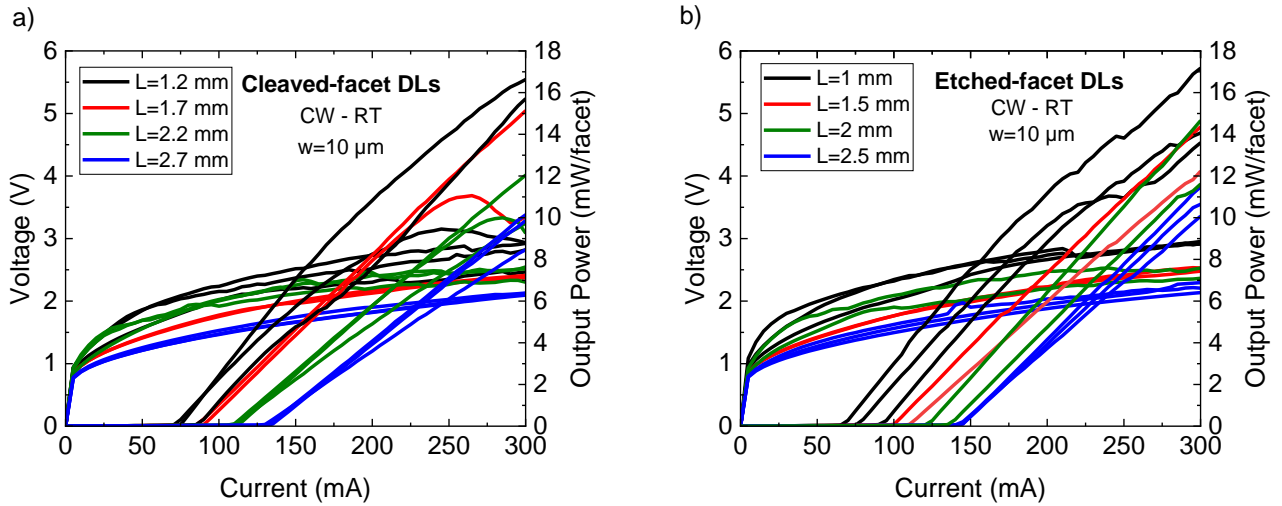 a)
6
5
4
3
2
1
0
Voltage (V)
L=1.2 mm
L=1.7 mm
L=2.2 mm
L=2.7 mm
Cleaved-facet DLs
CW - RT
w=10 µm
18
16
14
12
10
8
6
4
2
0
Output Power (mW/facet)
0 50 100 150 200 250 300
Current (mA)
b)
6
5
4
3
2
1
0
Voltage (V)
L=1 mm
L=1.5 mm
L=2 mm
L=2.5 mm
Etched-facet DLs
CW - RT
w=10 µm
18
16
14
12
10
8
6
4
2
0
Output Power (mW/facet)
0 50 100 150 200 250 300
Current (mA)